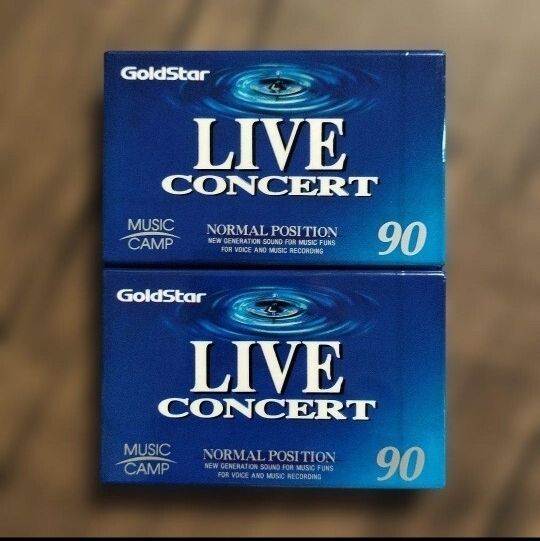 GoldStar
LIVE
CONCERT
MUSIC
CAMP
NORMAL POSITION
NEW GENERATION SOUND FOR MUSIC FUNS
FOR VOICE AND MUSIC RECORDING
90
GoldStar
LIVE
CONCERT
MUSIC
CAMP
NORMAL POSITION
NEW GENERATION SOUND FOR MUSIC FUNS
FOR VOICE AND MUSIC RECORDING
90